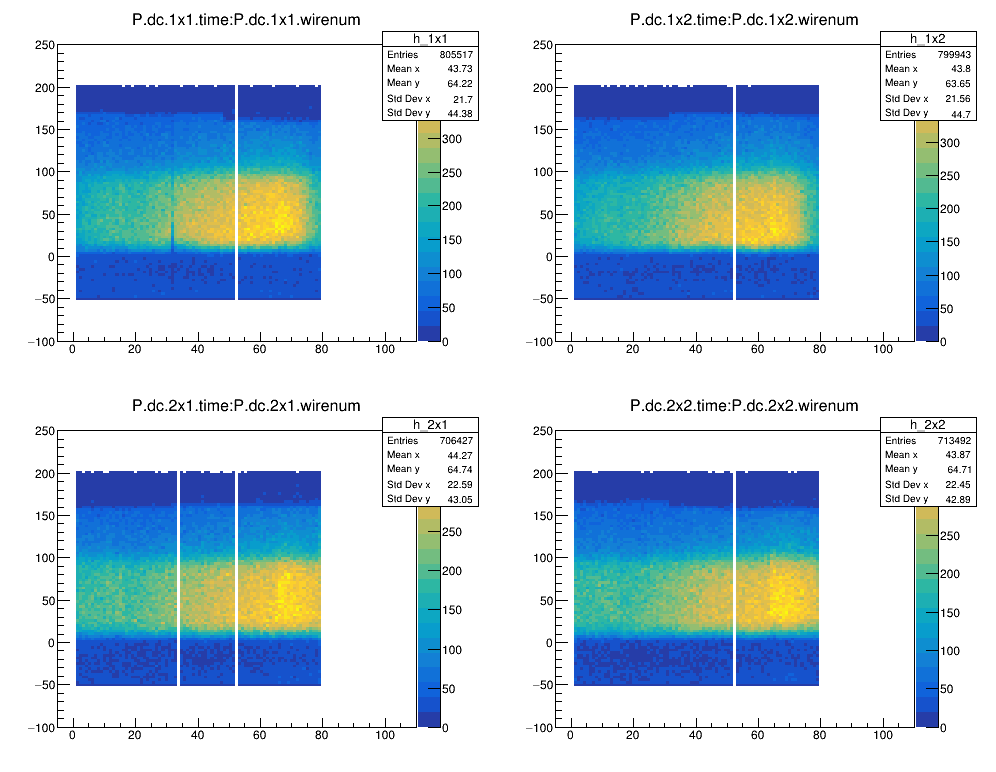 P.dc.1x1.time:P.dc.1x1.wirenum
h_1x1
Entries 805517
Mean x 43.73
Mean y 64.22
Std Dev x 21.7
Std Dev y 44.38
250
200
150
100
50
0
−50
−100
0 20 40 60 80 100
300
250
200
150
100
50
0
P.dc.1x2.time:P.dc.1x2.wirenum
h_1x2
Entries 799943
Mean x 43.8
Mean y 63.65
Std Dev x 21.56
Std Dev y 44.7
250
200
150
100
50
0
−50
−100
0 20 40 60 80 100
300
250
200
150
100
50
0
P.dc.2x1.time:P.dc.2x1.wirenum
h_2x1
Entries 706427
Mean x 44.27
Mean y 64.74
Std Dev x 22.59
Std Dev y 43.05
250
200
150
100
50
0
−50
−100
0 20 40 60 80 100
250
200
150
100
50
0
P.dc.2x2.time:P.dc.2x2.wirenum
h_2x2
Entries 713492
Mean x 43.87
Mean y 64.71
Std Dev x 22.45
Std Dev y 42.89
250
200
150
100
50
0
−50
−100
0 20 40 60 80 100
250
200
150
100
50
0